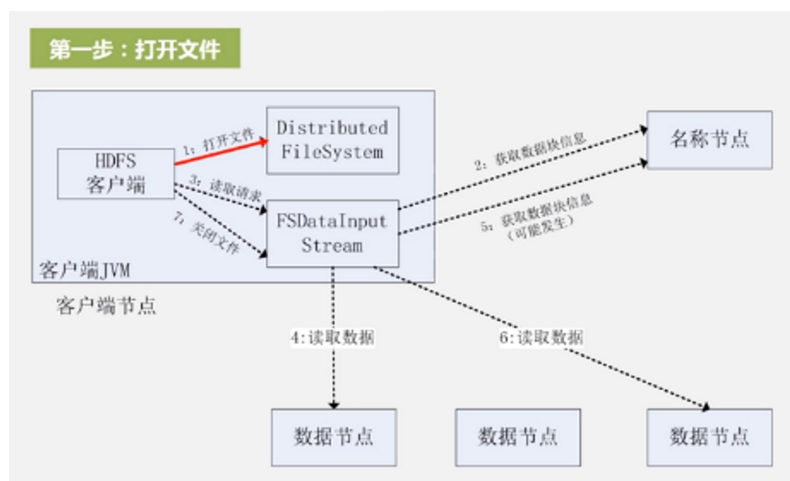 第一步：打开文件
1：打开文件
Distributed
FileSystem
HDFS
客户端
2：获取数据块信息
名称节点
3：读取请求
FSDataInput
Stream
5：获取数据块信息
（可能发生）
7：关闭文件
客户端JVM
客户端节点
4:读取数据
6:读取数据
数据节点
数据节点
数据节点